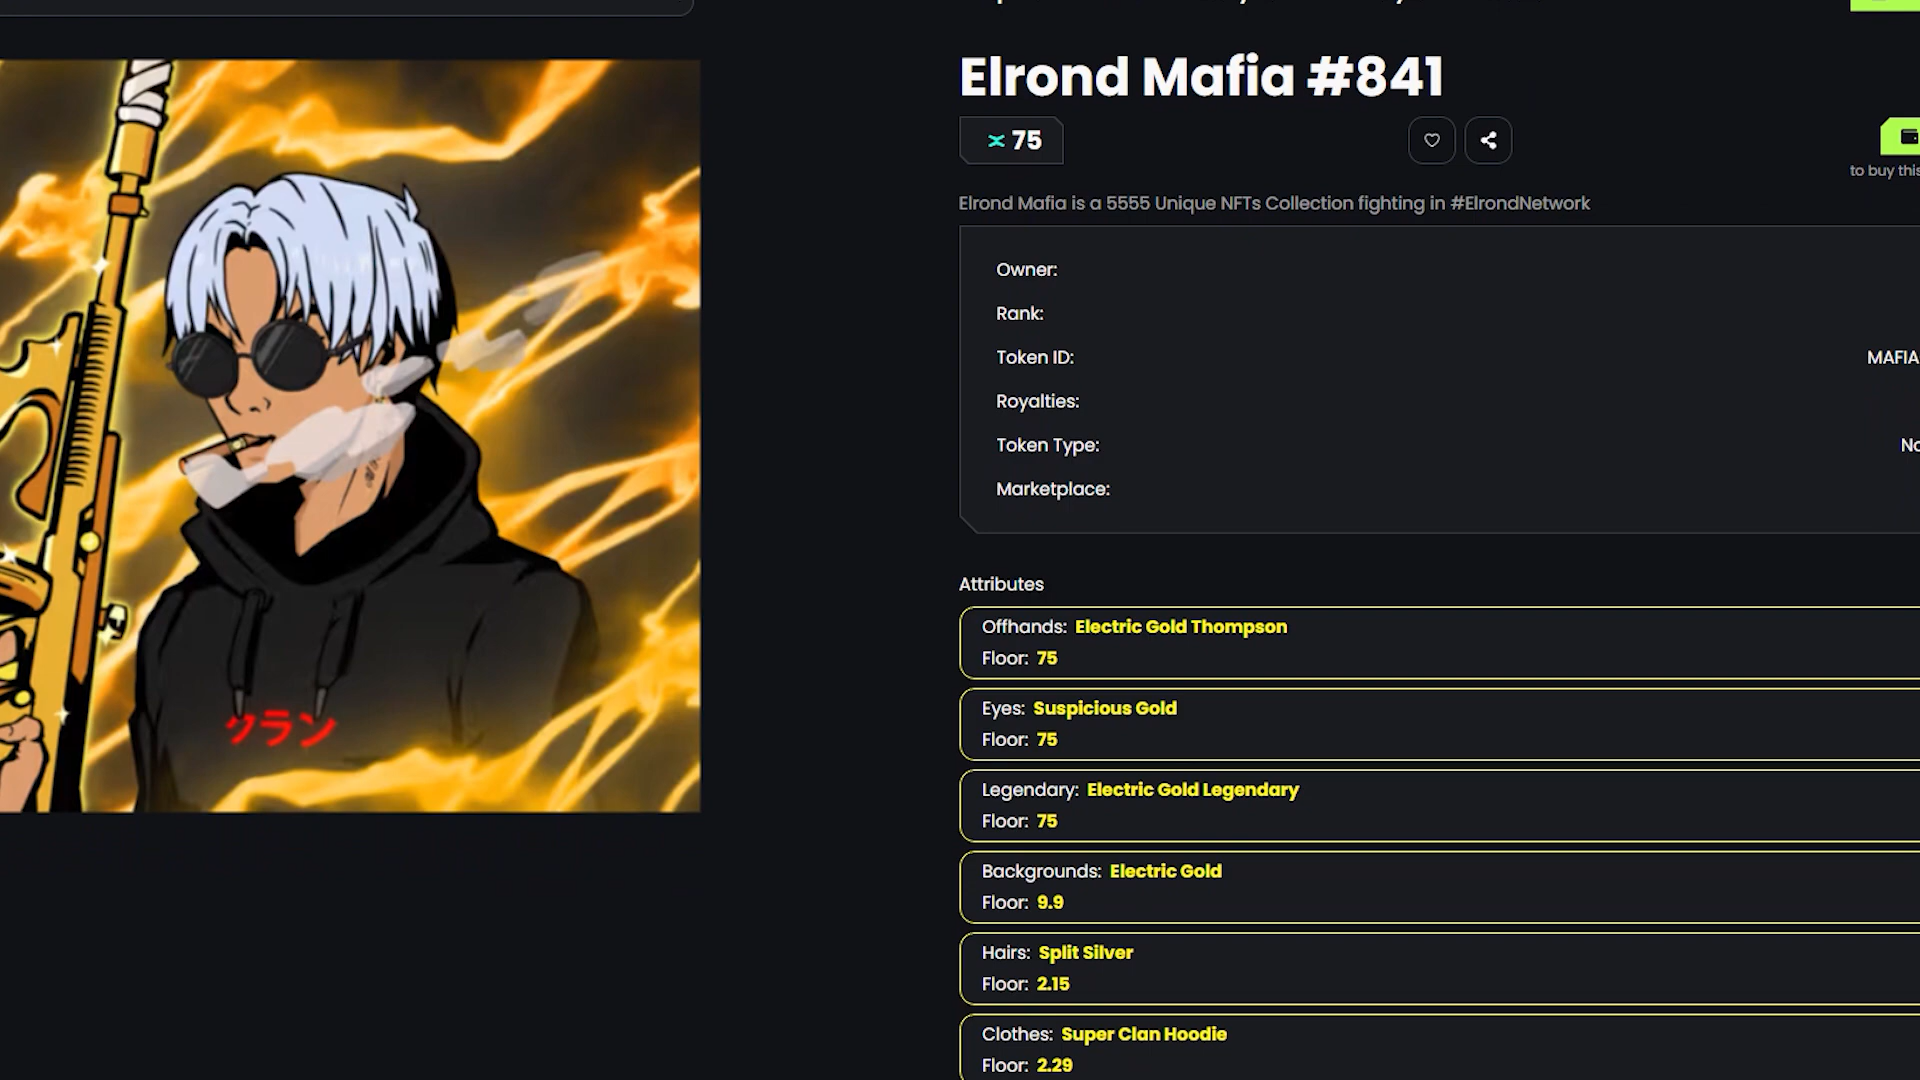 Elrond Mafia #841
75
to buy this
Elrond Mafia is a 5555 Unique NFTs Collection fighting in #ElrondNetwork
Owner:
Rank:
Token ID: MAFIA
Royalties:
Token Type:
Marketplace:
Attributes
Offhands: Electric Gold Thompson
Floor: 75
Eyes: Suspicious Gold
Floor: 75
Legendary: Electric Gold Legendary
Floor: 75
Backgrounds: Electric Gold
Floor: 9.9
Hairs: Split Silver
Floor: 2.15
Clothes: Super Clan Hoodie
Floor: 2.29
クラン